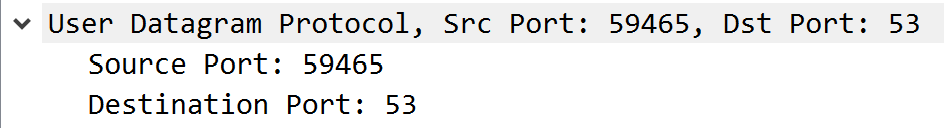 User Datagram Protocol, Src Port: 59465, Dst Port: 53
Source Port: 59465
Destination Port: 53